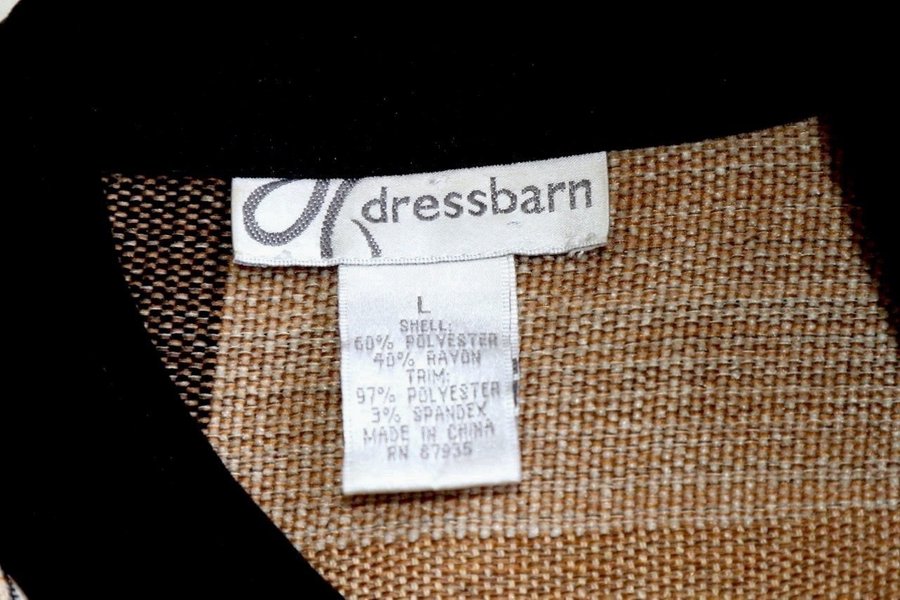 dressbarn
L
SHELL:
60% POLYESTER
40% RAYON
TRIM:
97% POLYESTER
3% SPANDEX
MADE IN CHINA
RN 87935